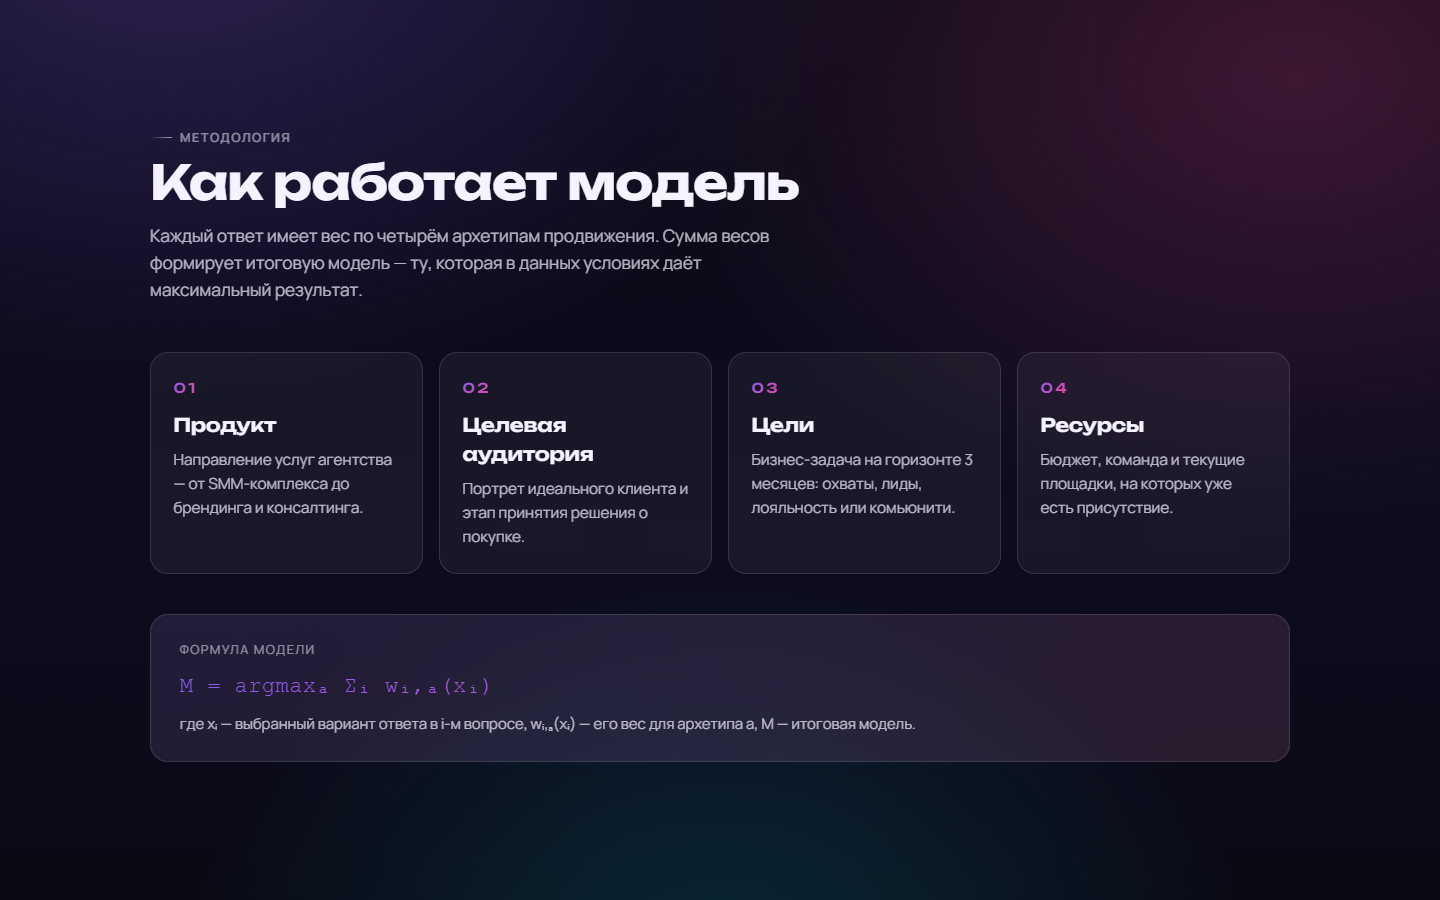 МЕТОДОЛОГИЯ
Как работает модель
Каждый ответ имеет вес по четырём архетипам продвижения. Сумма весов
формирует итоговую модель — ту, которая в данных условиях даёт
максимальный результат.
01
Продукт
Направление услуг агентства
— от SMM-комплекса до
брендинга и консалтинга.
02
Целевая
аудитория
Портрет идеального клиента и
этап принятия решения о
покупке.
03
Цели
Бизнес-задача на горизонте 3
месяцев: охваты, лиды,
лояльность или комьюнити.
04
Ресурсы
Бюджет, команда и текущие
площадки, на которых уже
есть присутствие.
ФОРМУЛА МОДЕЛИ
M = argmaxₐ Σᵢ wᵢ,ₐ(xᵢ)
где xᵢ — выбранный вариант ответа в i-м вопросе, wᵢ,ₐ(xᵢ) — его вес для архетипа a, M — итоговая модель.